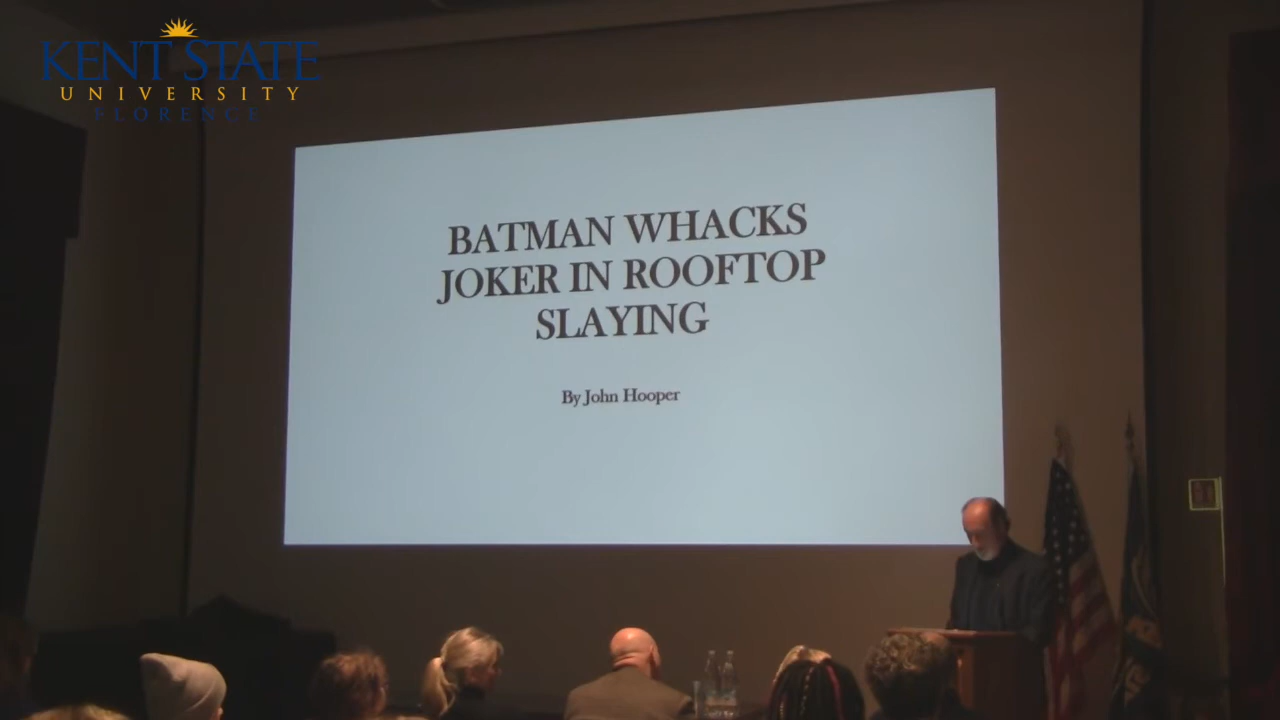 KENT STATE
UNIVERSITY
FLORENCE
BATMAN WHACKS
JOKER IN ROOFTOP
SLAYING
By John Hooper